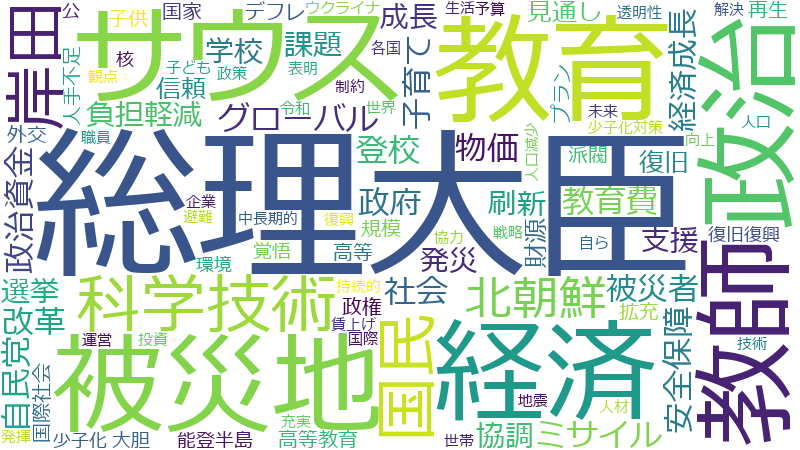 公
子供
国家
デフレ
成長
生活予算
見通し
透明性
解決
岸田
サウス
教育
政治
人手不足
核
ウクライナ
再生
学校
課題
各国
子育て
プラン
経済成長
観点
子ども
政策
表明
信頼
制約
負担軽減
グローバル
令和
世界
未来
少子化対策
人口
外交
職員
登校
物価
人口減少
派閥
向上
復旧
政治資金
総理大臣
企業
避難
中長期的
復興
政府
刷新
教育費
規模
戦略
財源
自ら
支援
復旧復興
覚悟
高等
協力
発災
環境
選挙
科学技術
持続的
社会
北朝鮮
被災者
教師
改革
政権
賃上げ
拡充
安全保障
自民党
運営
投資
国際
国民
経済
技術
被災地
国際社会
地震
人材
充実
発揮
少子化
大胆
能登半島
高等教育
世帯
協調
ミサイル